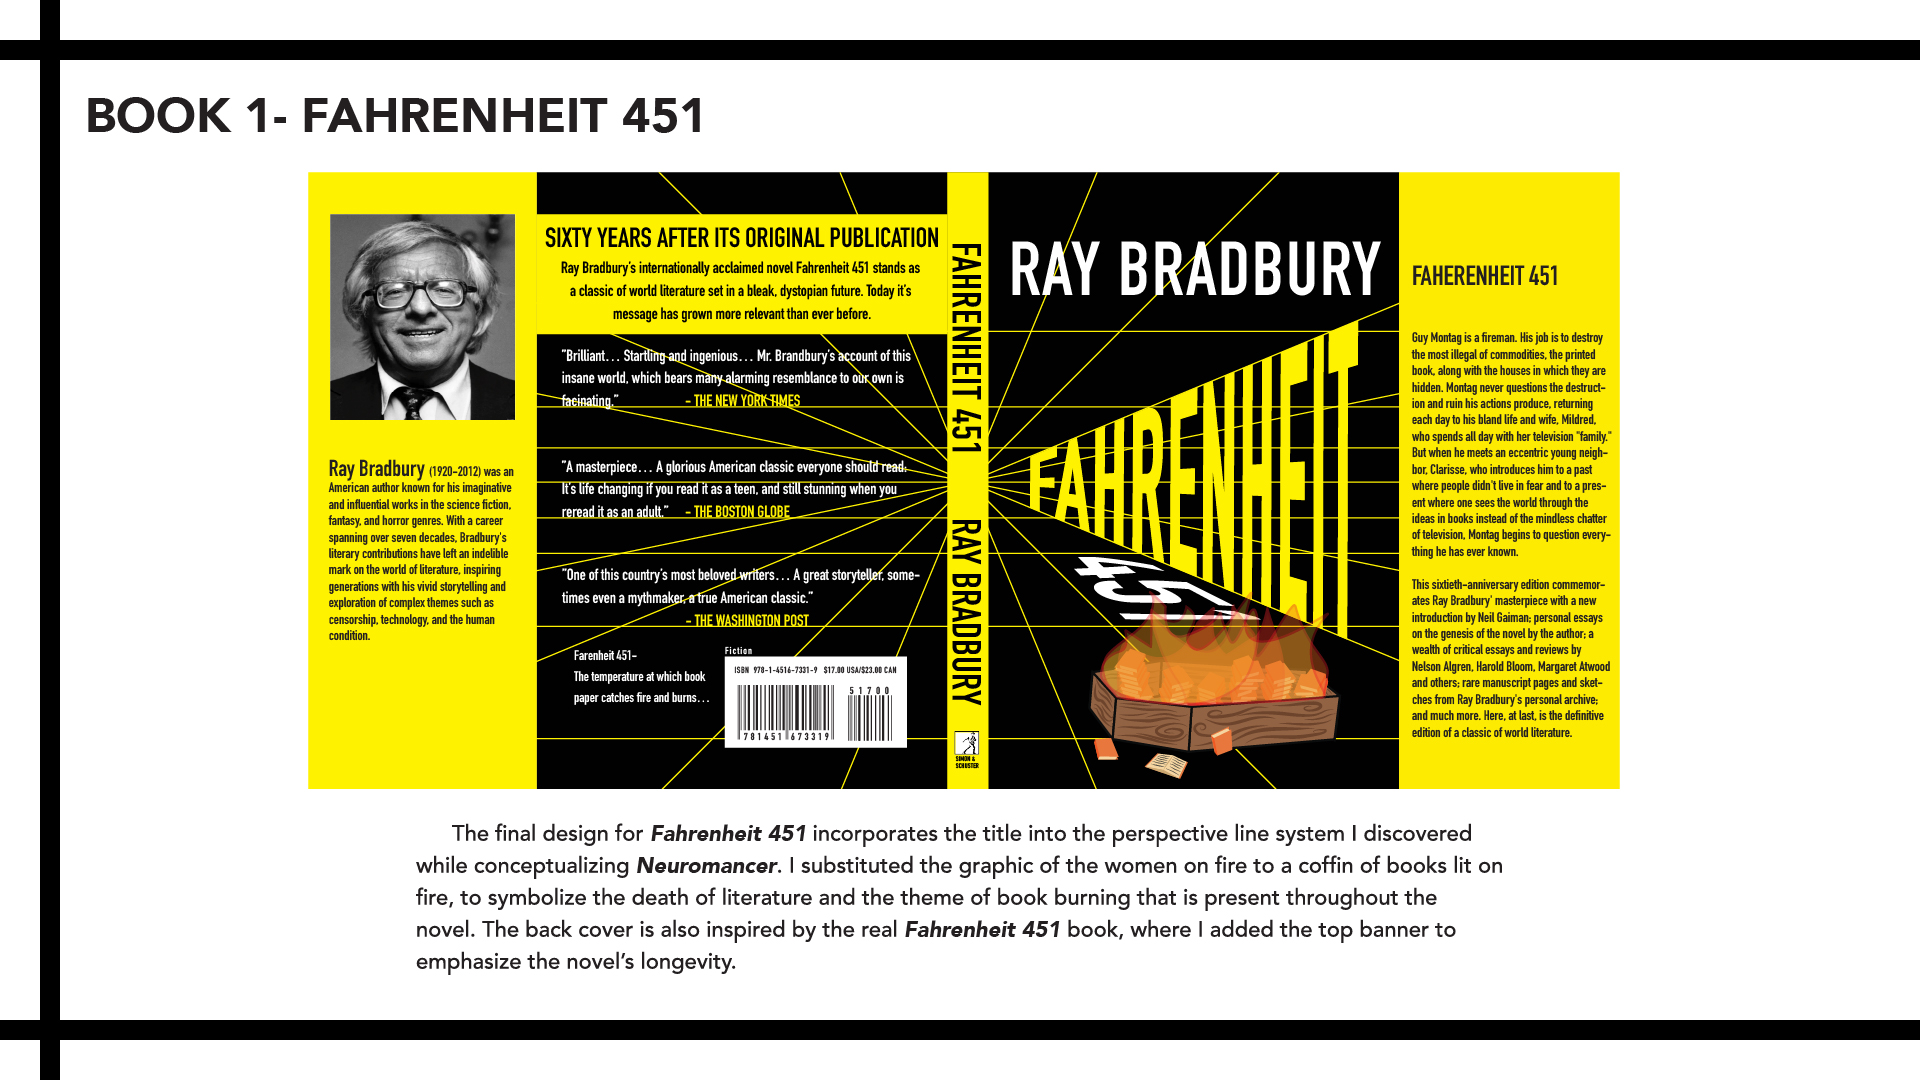 BOOK 1- FAHRENHEIT 451
Ray Bradbury (1920-2012) was an
American author known for his imaginative
and influential works in the science fiction,
fantasy, and horror genres. With a career
spanning over seven decades, Bradbury's
literary contributions have left an indelible
mark on the world of literature, inspiring
generations with his vivid storytelling and
exploration of complex themes such as
censorship, technology, and the human
condition.
SIXTY YEARS AFTER ITS ORIGINAL PUBLICATION
Ray Bradbury's internationally acclaimed novel Fahrenheit 451 stands as
a classic of world literature set in a bleak, dystopian future. Today it's
message has grown more relevant than ever before.
"Brilliant... Startling and ingenious... Mr. Brandbury's account of this
insane world, which bears many alarming resemblance to our own is
facinating." - THE NEW YORK TIMES
"A masterpiece... A glorious American classic everyone should read:
It's life changing if you read it as a teen, and still stunning when you
reread it as an adult." - THE BOSTON GLOBE
"One of this country's most beloved writers... A great storyteller, some-
times even a mythmaker, a true American classic."
- THE WASHINGTON POST
Farenheit 451-
The temperature at which book
paper catches fire and burns...
Fiction
ISBN 978-1-4516-7331-9 $17.00 USA/$23.00 CAN
51700
781451 673319
FAHRENHEIT 451
RAY BRADBURY
SIMON &
SCHUSTER
RAY BRADBURY
FAHRENHEIT
451
FAHERENHEIT 451
Guy Montag is a fireman. His job is to destroy
the most illegal of commodities, the printed
book, along with the houses in which they are
hidden. Montag never questions the destruct-
ion and ruin his actions produce, returning
each day to his bland life and wife, Mildred,
who spends all day with her television "family."
But when he meets an eccentric young neigh-
bor, Clarisse, who introduces him to a past
where people didn't live in fear and to a pres-
ent where one sees the world through the
ideas in books instead of the mindless chatter
of television, Montag begins to question every-
thing he has ever known.
This sixtieth-anniversary edition commemor-
ates Ray Bradbury' masterpiece with a new
introduction by Neil Gaiman; personal essays
on the genesis of the novel by the author; a
wealth of critical essays and reviews by
Nelson Algren, Harold Bloom, Margaret Atwood
and others; rare manuscript pages and sket-
ches from Ray Bradbury's personal archive;
and much more. Here, at last, is the definitive
edition of a classic of world literature.
The final design for Fahrenheit 451 incorporates the title into the perspective line system I discovered
while conceptualizing Neuromancer. I substituted the graphic of the women on fire to a coffin of books lit on
fire, to symbolize the death of literature and the theme of book burning that is present throughout the
novel. The back cover is also inspired by the real Fahrenheit 451 book, where I added the top banner to
emphasize the novel's longevity.